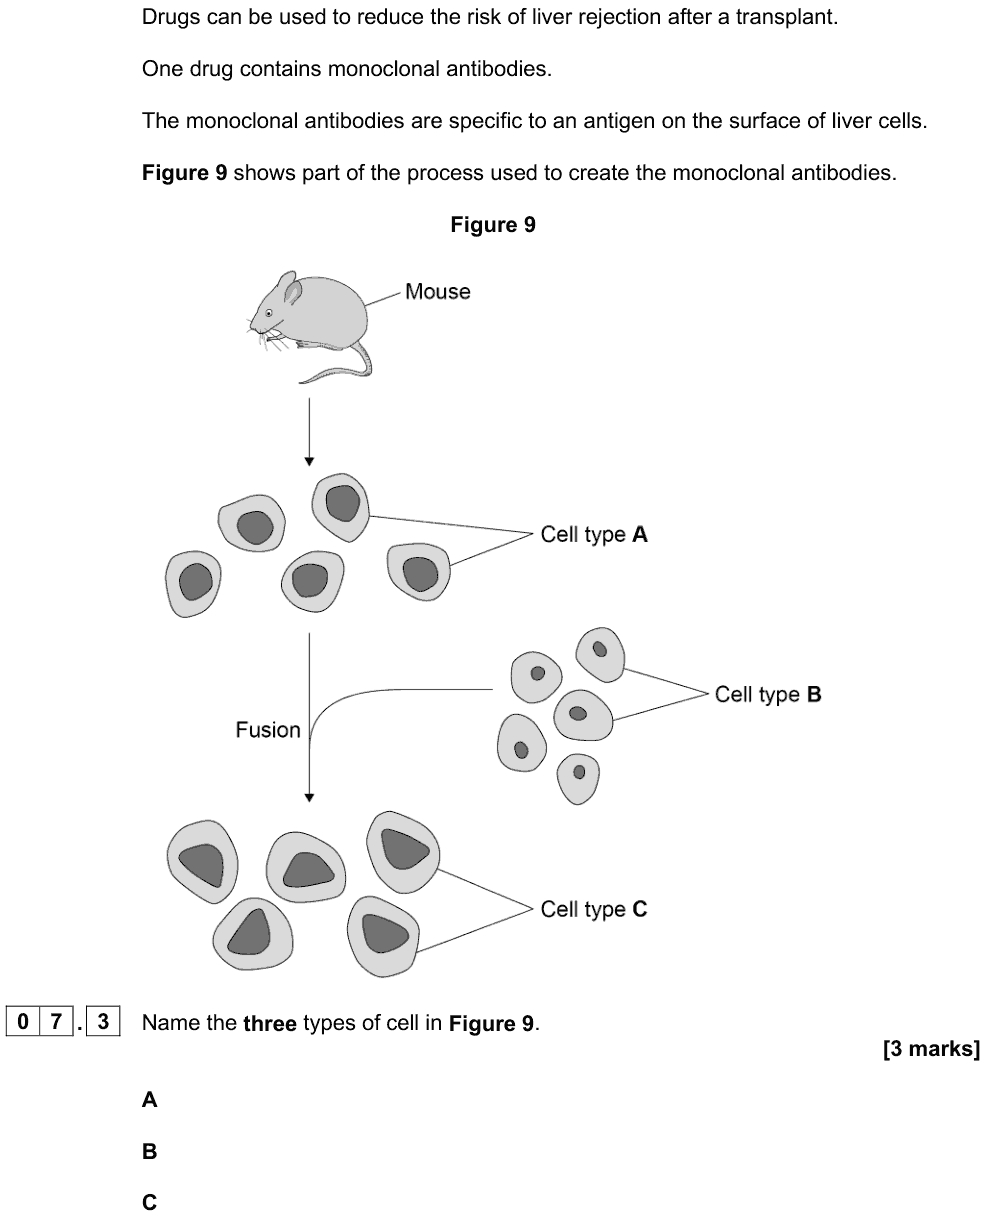 Drugs can be used to reduce the risk of liver rejection after a transplant.
One drug contains monoclonal antibodies.
The monoclonal antibodies are specific to an antigen on the surface of liver cells.
Figure 9 shows part of the process used to create the monoclonal antibodies.
Figure 9
Mouse
Cell type A
Cell type B
Fusion
Cell type C
0 7 . 3 Name the three types of cell in Figure 9.
[3 marks]
A
B
C